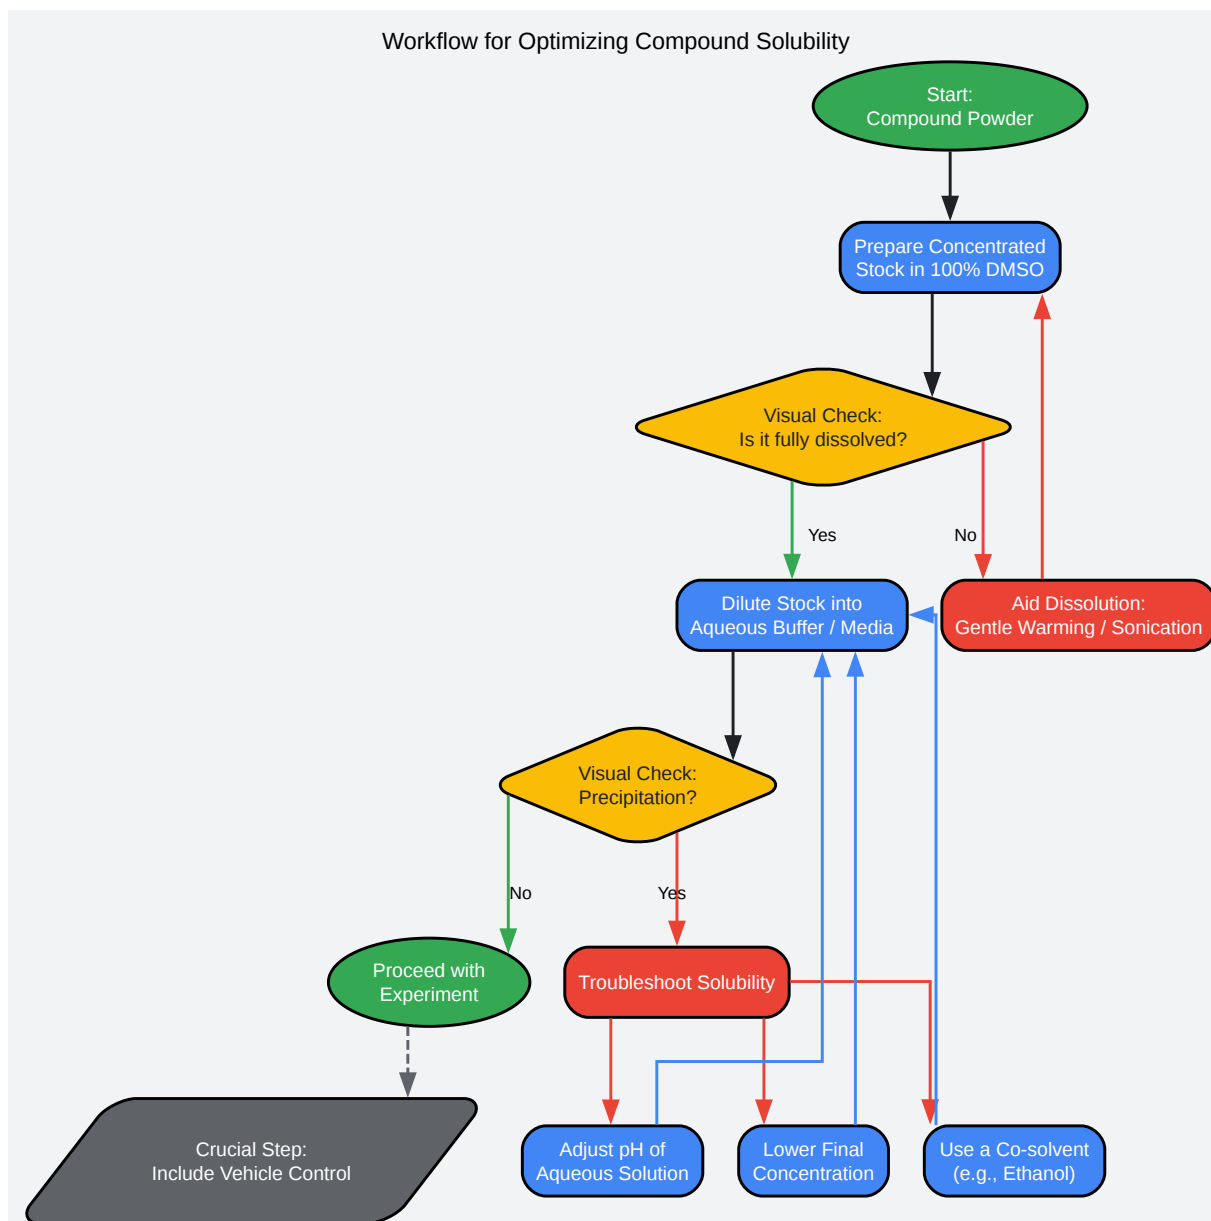 Workflow for Optimizing Compound Solubility
Start:
Compound Powder
Prepare Concentrated
Stock in 100% DMSO
Visual Check:
Is it fully dissolved?
Yes
No
Dilute Stock into
Aqueous Buffer / Media
Aid Dissolution:
Gentle Warming / Sonication
Visual Check:
Precipitation?
No
Yes
Proceed with
Experiment
Troubleshoot Solubility
Crucial Step:
Include Vehicle Control
Adjust pH of
Aqueous Solution
Lower Final
Concentration
Use a Co-solvent
(e.g., Ethanol)